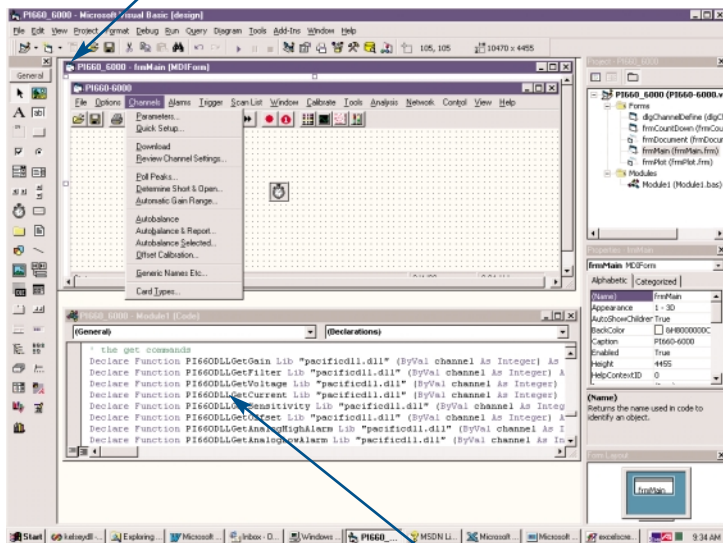 PI660_6000 - Microsoft Visual Basic [design]
File Edit View Project Format Debug Run Query Diagram Tools Add-Ins Window Help
105, 105 10470 x 4455
General
PI660_6000 - frmMain (MDIForm)
PI660-6000
File Options Channels Alarms Trigger Scan List Window Calibrate Tools Analysis Network Control View Help
Parameters...
Quick Setup...
Download
Review Channel Settings...
Poll Peaks...
Determine Short & Open...
Automatic Gain Range...
Autobalance
Autobalance & Report...
Autobalance Selected...
Offset Calibration...
Generic Names Etc...
Card Types...
Project - PI660_6000
PI660_6000 (PI660-6000.v
Forms
dlgChannelDefine (dlgC
frmCountDown (frmCou
frmDocument (frmDocur
frmMain (frmMain.frm)
frmPlot (frmPlot.frm)
Modules
Module1 (Module1.bas)
Properties - frmMain
frmMain MDIForm
Alphabetic Categorized
(Name) frmMain
Appearance 1 - 3D
AutoShowChildren True
BackColor &H8000000C
Caption PI660-6000
Enabled True
Height 4455
HelpContextID 0
(Name)
Returns the name used in code to
identify an object.
Form Layout
frmMain
PI660_6000 - Module1 (Code)
(General) (Declarations)
' the get commands
Declare Function PI660DLLGetGain Lib "pacificdll.dll" (ByVal channel As Integer) As
Declare Function PI660DLLGetFilter Lib "pacificdll.dll" (ByVal channel As Integer) A
Declare Function PI660DLLGetVoltage Lib "pacificdll.dll" (ByVal channel As Integer)
Declare Function PI660DLLGetCurrent Lib "pacificdll.dll" (ByVal channel As Integer)
Declare Function PI660DLLGetSensitivity Lib "pacificdll.dll" (ByVal channel As Integ
Declare Function PI660DLLGetOffset Lib "pacificdll.dll" (ByVal channel As Integer) A
Declare Function PI660DLLGetAnalogHighAlarm Lib "pacificdll.dll" (ByVal channel As I
Declare Function PI660DLLGetAnalogLowAlarm Lib "pacificdll.dll" (ByVal channel As In
Start kelseydll-... Exploring... Microsoft ... Inbox - O... Windows ... PI660_... MSDN Li... Microsoft ... Microsoft ... excelscre... 9:34 AM